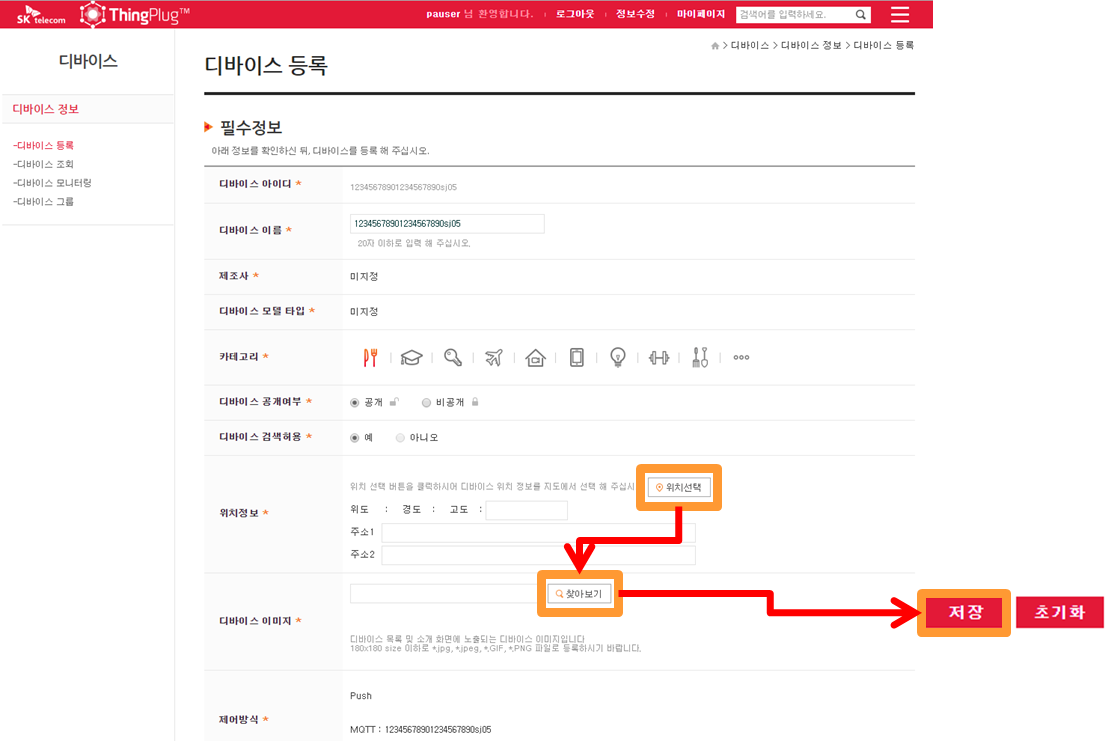 SK telecom ThingPlug™
pauser 님 환영합니다. 로그아웃 정보수정 마이페이지 검색어를 입력하세요.
디바이스 > 디바이스 정보 > 디바이스 등록
디바이스
디바이스 정보
-디바이스 등록
-디바이스 조회
-디바이스 모니터링
-디바이스 그룹
디바이스 등록
필수정보
아래 정보를 확인하신 뒤, 디바이스를 등록 해 주십시오.
디바이스 아이디 * 12345678901234567890sj05
디바이스 이름 * 12345678901234567890sj05
20자 이하로 입력 해 주십시오.
제조사 * 미지정
디바이스 모델 타입 * 미지정
카테고리 *
디바이스 공개여부 * 공개 비공개
디바이스 검색허용 * 예 아니오
위치정보 *
위치 선택 버튼을 클릭하시어 디바이스 위치 정보를 지도에서 선택 해 주십시 위치선택
위도 : 경도 : 고도 :
주소1
주소2
디바이스 이미지 *
찾아보기
디바이스 목록 및 소개 화면에 노출되는 디바이스 이미지입니다
180x180 size 이하로 *.jpg, *.jpeg, *.GIF, *.PNG 파일로 등록하시기 바랍니다.
저장 초기화
제어방식 *
Push
MQTT : 12345678901234567890sj05